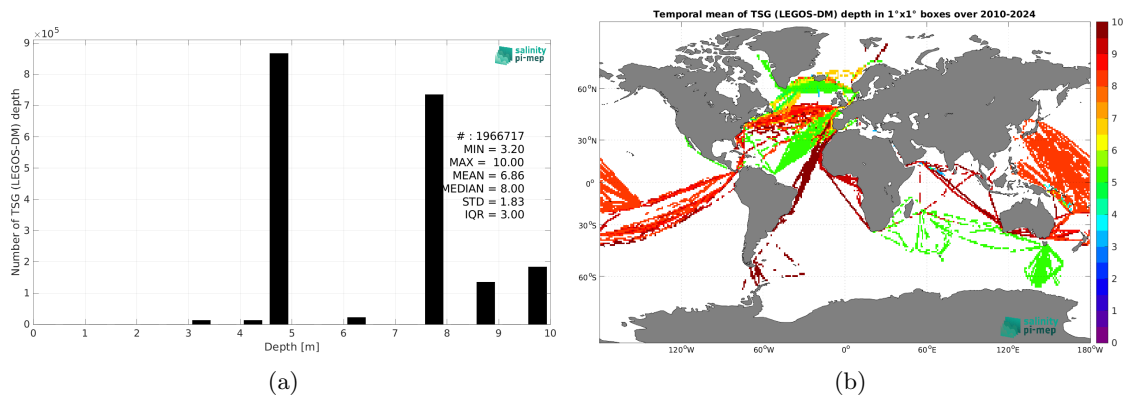 ×10⁵
9
8
7
6
5
4
3
2
1
0
Number of TSG (LEGOS-DM) depth
salinity
pi-mep
# : 1966717
MIN = 3.20
MAX = 10.00
MEAN = 6.86
MEDIAN = 8.00
STD = 1.83
IQR = 3.00
0 1 2 3 4 5 6 7 8 9 10
Depth [m]
(a)
Temporal mean of TSG (LEGOS-DM) depth in 1°x1° boxes over 2010-2024
60°N
30°N
0°
30°S
60°S
120°W 60°W 0° 60°E 120°E 180°W
salinity
pi-mep
10
9
8
7
6
5
4
3
2
1
0
(b)